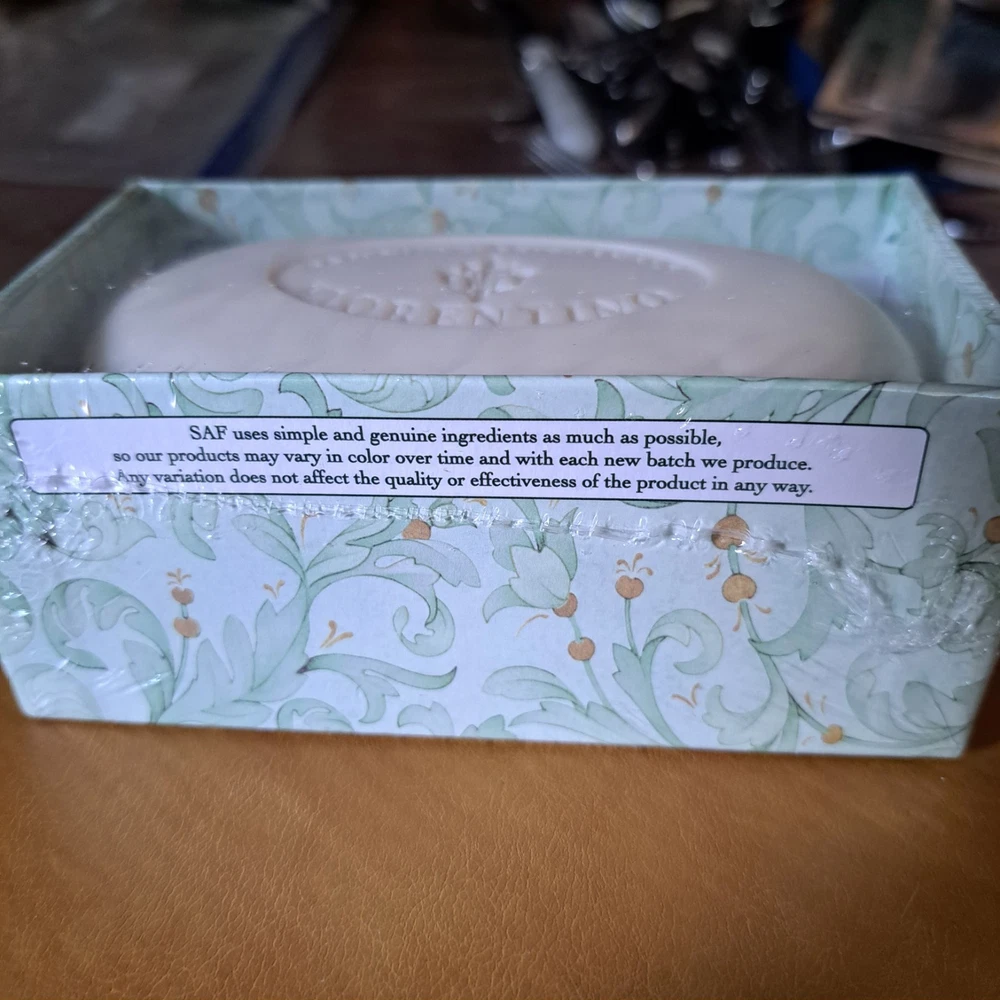 FIORENTINO
SAF uses simple and genuine ingredients as much as possible,
so our products may vary in color over time and with each new batch we produce.
Any variation does not affect the quality or effectiveness of the product in any way.